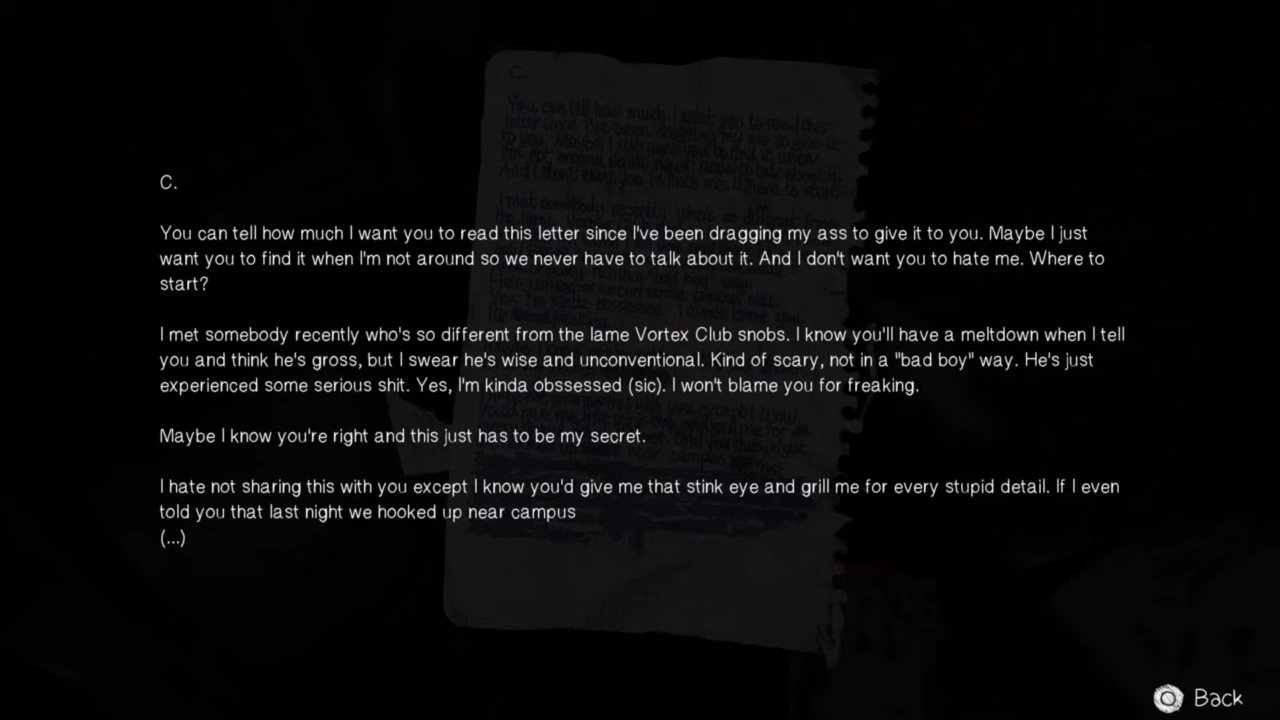 C.
You can tell how much I want you to read this letter since I've been dragging my ass to give it to you. Maybe I just
want you to find it when I'm not around so we never have to talk about it. And I don't want you to hate me. Where to
start?
I met somebody recently who's so different from the lame Vortex Club snobs. I know you'll have a meltdown when I tell
you and think he's gross, but I swear he's wise and unconventional. Kind of scary, not in a "bad boy" way. He's just
experienced some serious shit. Yes, I'm kinda obssessed (sic). I won't blame you for freaking.
Maybe I know you're right and this just has to be my secret.
I hate not sharing this with you except I know you'd give me that stink eye and grill me for every stupid detail. If I even
told you that last night we hooked up near campus
(...)
Back